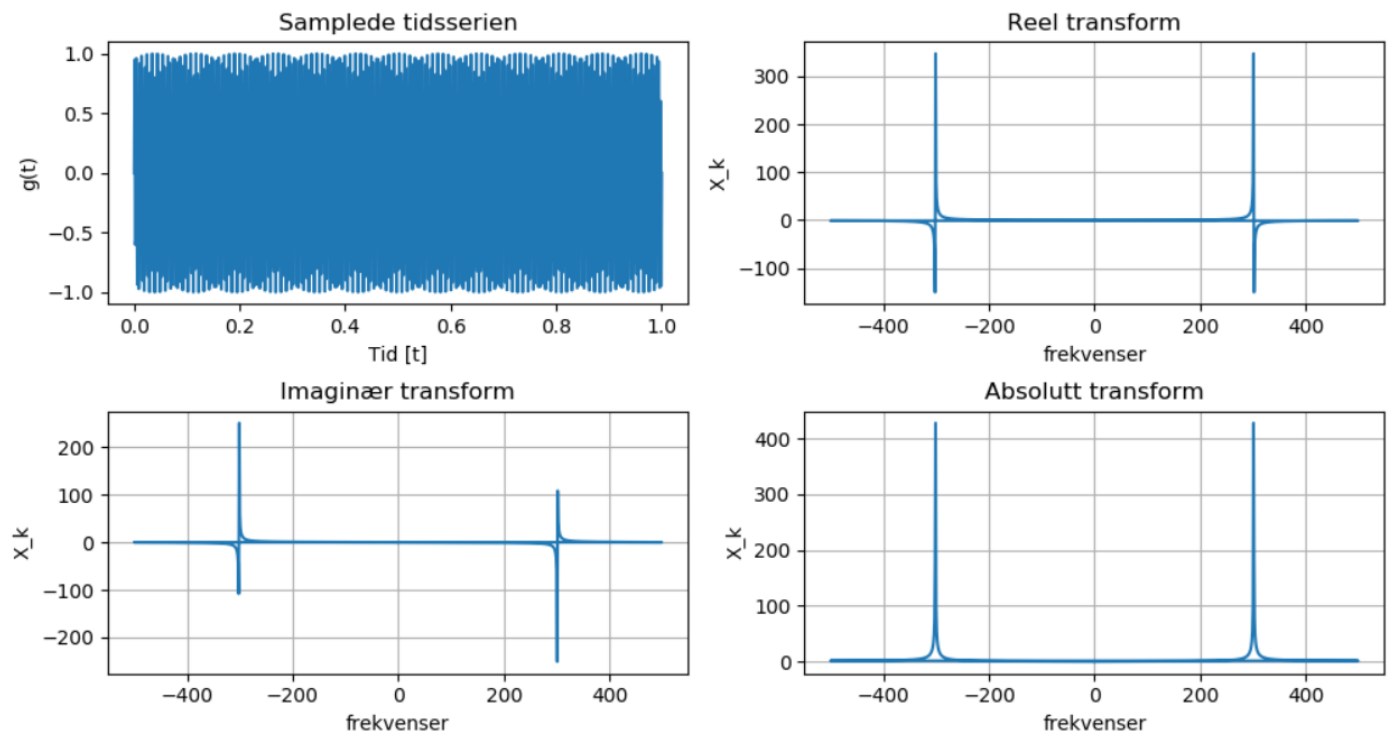 Samplede tidsserien
1.0
0.5
0.0
−0.5
−1.0
g(t)
0.0 0.2 0.4 0.6 0.8 1.0
Tid [t]
Reel transform
300
200
100
0
−100
X_k
−400 −200 0 200 400
frekvenser
Imaginær transform
200
100
0
−100
−200
X_k
−400 −200 0 200 400
frekvenser
Absolutt transform
400
300
200
100
0
X_k
−400 −200 0 200 400
frekvenser